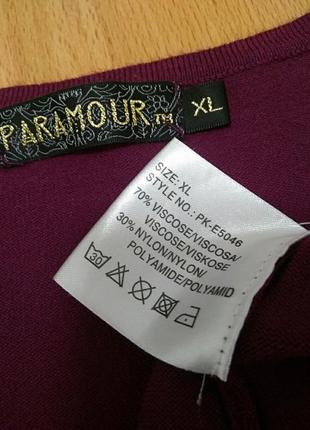 PARAMOUR™
XL
SIZE: XL
STYLE NO.: PK-E5046
70% VISCOSE/VISCOSA/
VISCOSE/VISKOSE
30% NYLON/NYLON/
POLYAMIDE/POLYAMID
30